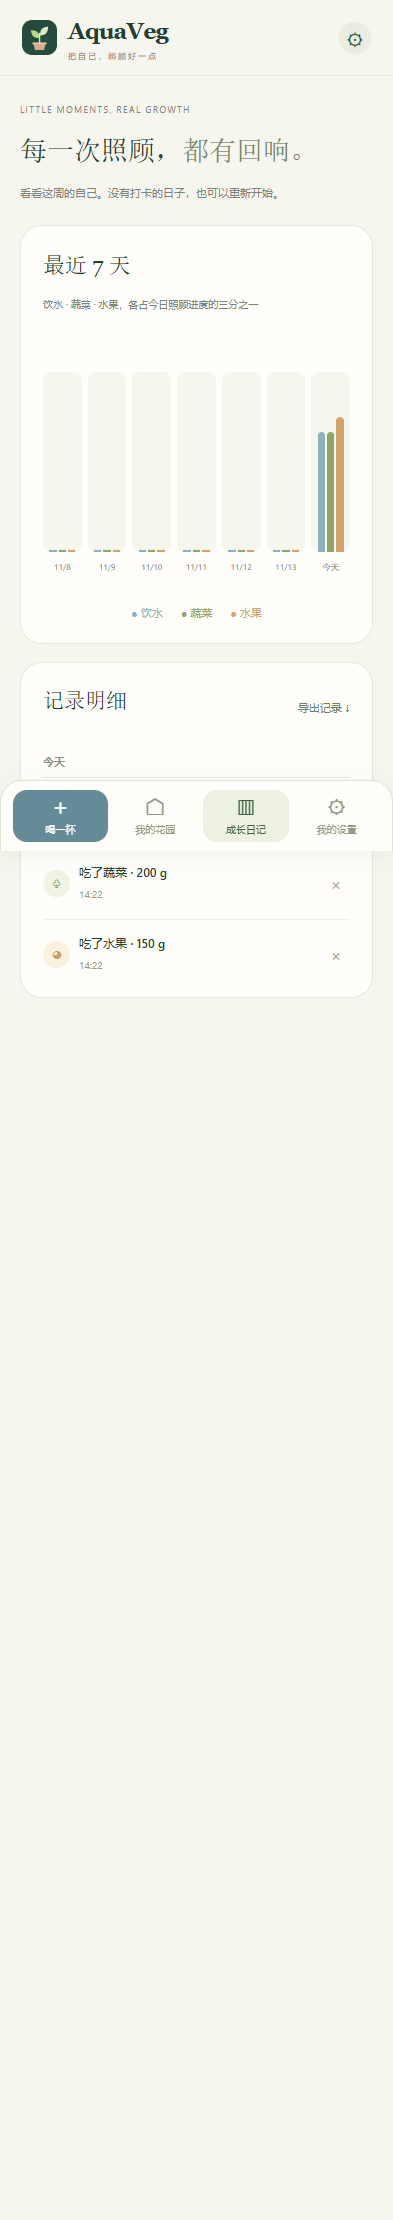 AquaVeg
把自己，照顾好一点
LITTLE MOMENTS, REAL GROWTH
每一次照顾，都有回响。
看看这周的自己。没有打卡的日子，也可以重新开始。
最近 7 天
饮水 · 蔬菜 · 水果，各占今日照顾进度的三分之一
11/8 11/9 11/10 11/11 11/12 11/13 今天
饮水 蔬菜 水果
记录明细
导出记录 ↓
今天
喝一杯 我的花园 成长日记 我的设置
吃了蔬菜 · 200 g
14:22
吃了水果 · 150 g
14:22